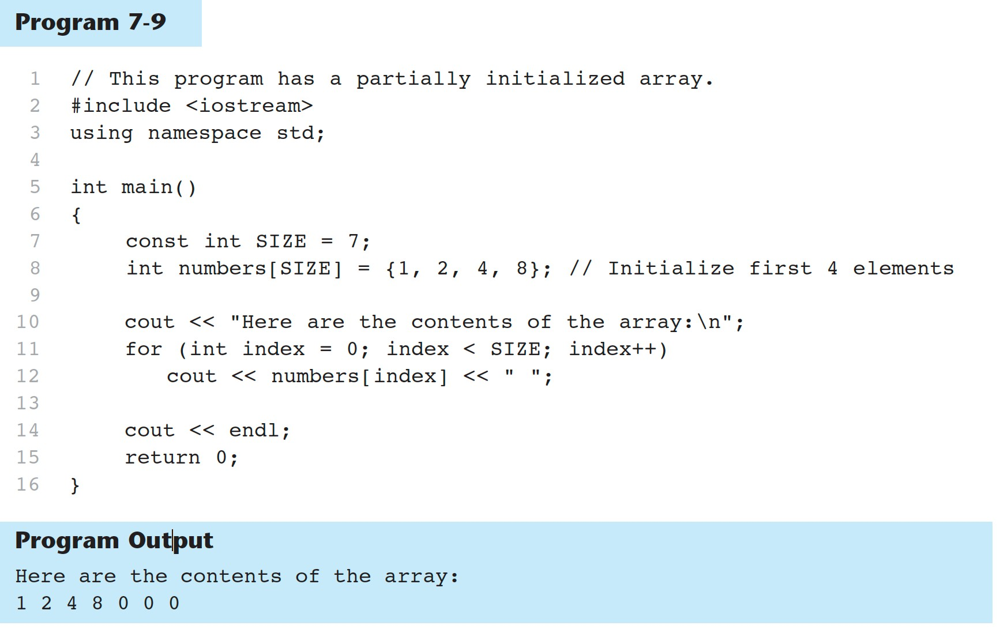 Program 7-9
1 // This program has a partially initialized array.
2 #include <iostream>
3 using namespace std;
4
5 int main()
6 {
7 const int SIZE = 7;
8 int numbers[SIZE] = {1, 2, 4, 8}; // Initialize first 4 elements
9
10 cout << "Here are the contents of the array:\n";
11 for (int index = 0; index < SIZE; index++)
12 cout << numbers[index] << " ";
13
14 cout << endl;
15 return 0;
16 }
Program Output
Here are the contents of the array:
1 2 4 8 0 0 0